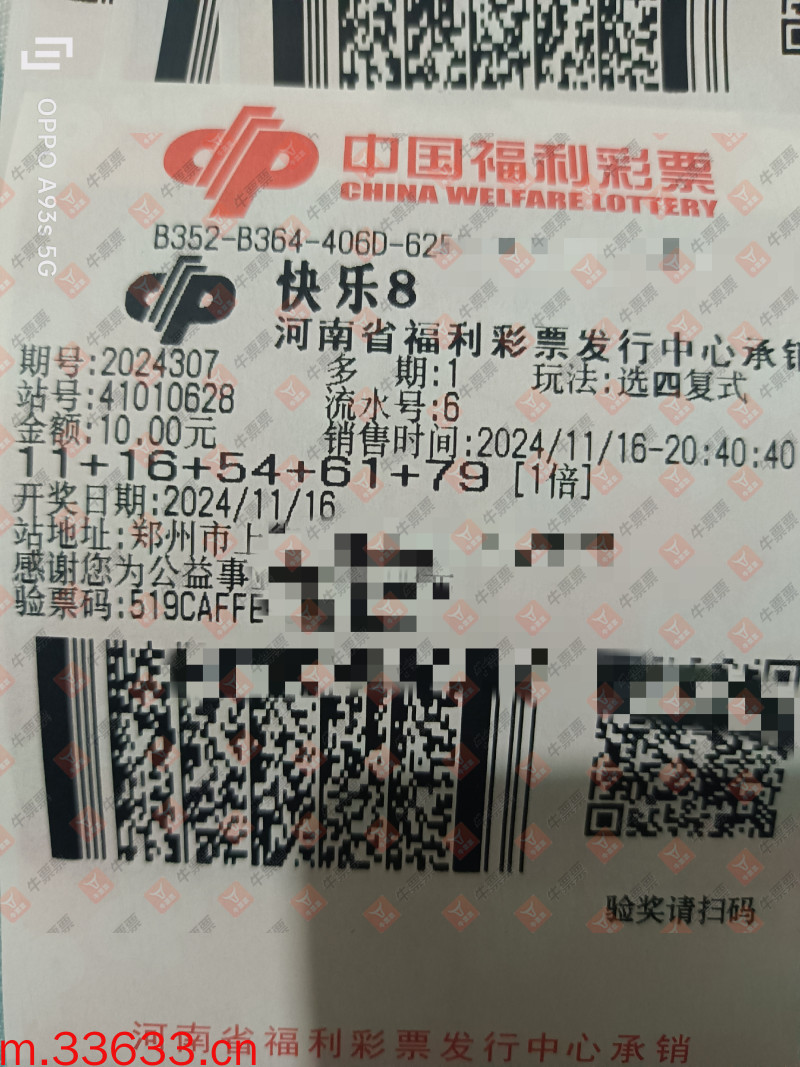 OPPO A93s 5G
中国福利彩票
CHINA WELFARE LOTTERY
B352-B364-406D-625
快乐8
河南省福利彩票发行中心承销
期号:2024307 多 期:1 玩法:选四复式
站号:41010628 流水号:6
金额:10.00元 销售时间:2024/11/16-20:40:40
11+16+54+61+79 [1倍]
开奖日期:2024/11/16
站地址:郑州市上
感谢您为公益事
验票码:519CAFFE
验奖请扫码
河南省福利彩票发行中心承销
m.33633.cn
牛票票